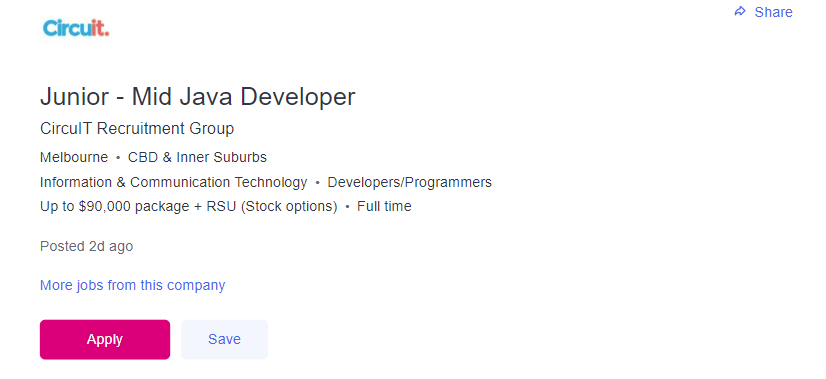 Share
Circuit.
Junior - Mid Java Developer
CircuIT Recruitment Group
Melbourne • CBD & Inner Suburbs
Information & Communication Technology • Developers/Programmers
Up to $90,000 package + RSU (Stock options) • Full time
Posted 2d ago
More jobs from this company
Apply Save